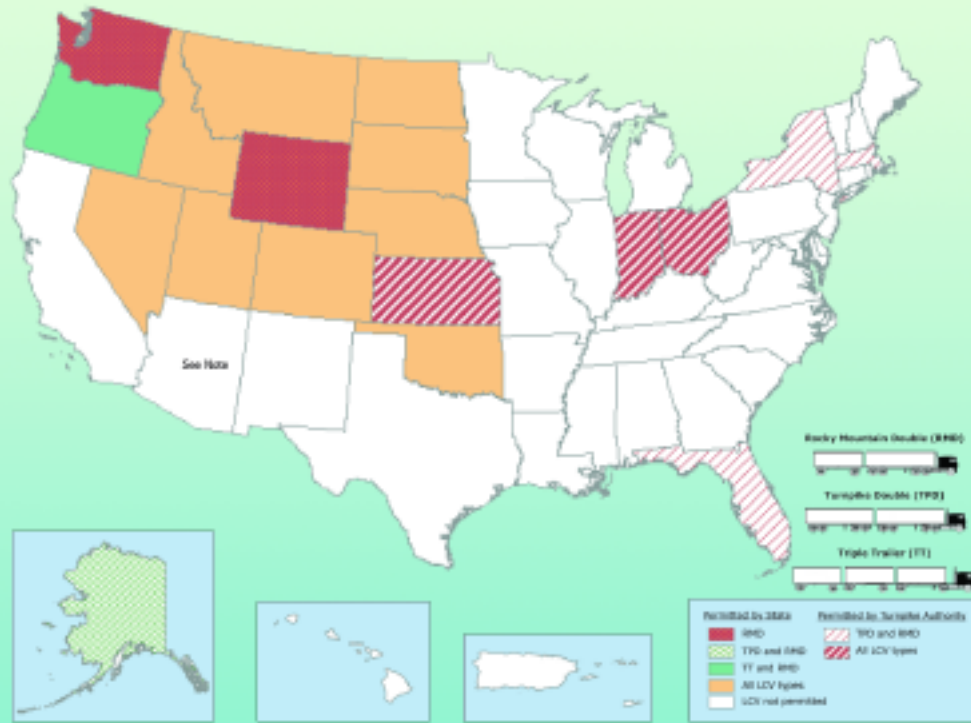 See Note
Rocky Mountain Double (RMD)
Turnpike Double (TPD)
Triple Trailer (TT)
Permitted by State
RMD
TPD and RMD
TT and RMD
All LCV types
LCV not permitted
Permitted by Turnpike Authority
TPD and RMD
All LCV types